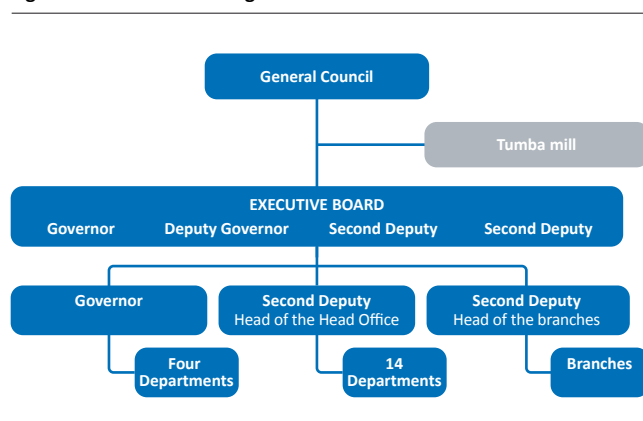 General Council
Tumba mill
EXECUTIVE BOARD
Governor Deputy Governor Second Deputy Second Deputy
Governor
Second Deputy
Head of the Head Office
Second Deputy
Head of the branches
Four
Departments
14
Departments
Branches